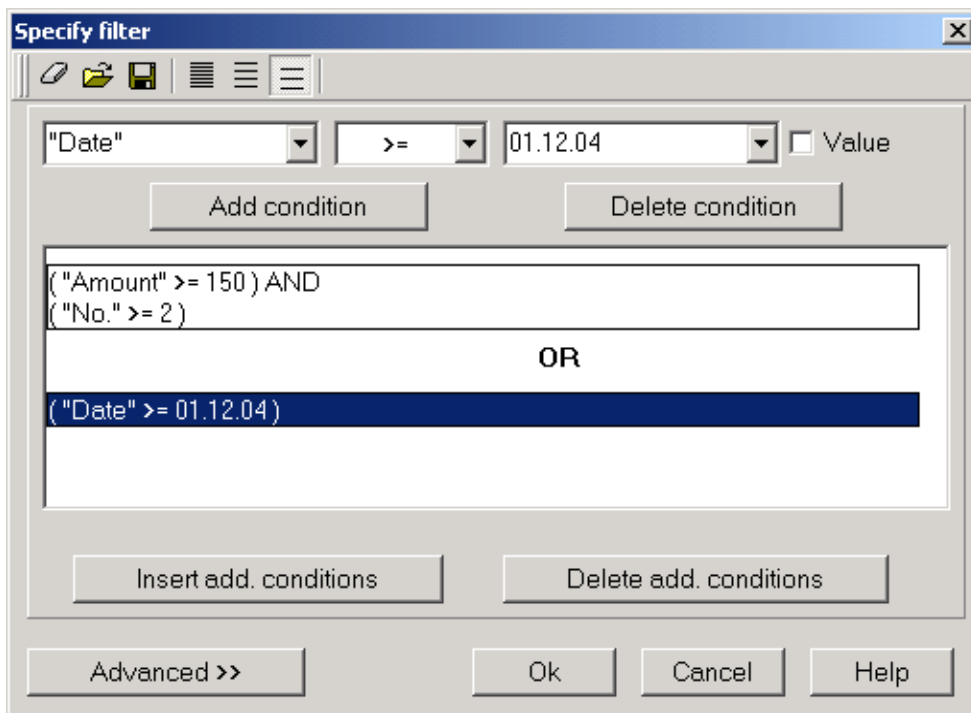 Specify filter
"Date" >= 01.12.04 Value
Add condition Delete condition
( "Amount" >= 150 ) AND
( "No." >= 2 )
OR
( "Date" >= 01.12.04 )
Insert add. conditions Delete add. conditions
Advanced >> Ok Cancel Help